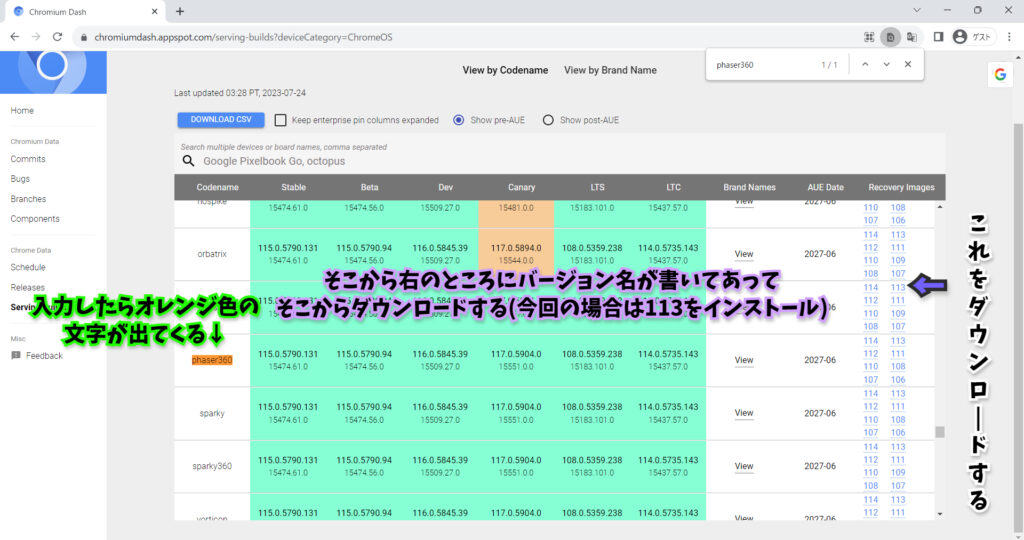 Chromium Dash
chromiumdash.appspot.com/serving-builds?deviceCategory=ChromeOS
ゲスト
phaser360
1 / 1
View by Codename
View by Brand Name
Last updated 03:28 PT, 2023-07-24
DOWNLOAD CSV
Keep enterprise pin columns expanded
Show pre-AUE
Show post-AUE
Search multiple devices or board names, comma separated
Google Pixelbook Go, octopus
Home
Chromium Data
Commits
Bugs
Branches
Components
Chrome Data
Schedule
Releases
Misc
Feedback
Codename Stable Beta Dev Canary LTS LTC Brand Names AUE Date Recovery Images
nospike 15474.61.0 15474.56.0 15509.27.0 15481.0.0 15183.101.0 15437.57.0 View 2027-06
110 108
107 106
orbatrix 115.0.5790.131 115.0.5790.94 116.0.5845.39 117.0.5894.0 108.0.5359.238 114.0.5735.143 View 2027-06
15474.61.0 15474.56.0 15509.27.0 15544.0.0 15183.101.0 15437.57.0
114 113
112 111
110 109
108 107
114 113
112 111
110 109
108 107
phaser360 115.0.5790.131 115.0.5790.94 116.0.5845.39 117.0.5904.0 108.0.5359.238 114.0.5735.143 View 2027-06
15474.61.0 15474.56.0 15509.27.0 15551.0.0 15183.101.0 15437.57.0
114 113
112 111
110 108
107 106
sparky 115.0.5790.131 115.0.5790.94 116.0.5845.39 117.0.5904.0 108.0.5359.238 114.0.5735.143 View 2027-06
15474.61.0 15474.56.0 15509.27.0 15551.0.0 15183.101.0 15437.57.0
114 113
112 111
110 108
107 106
sparky360 115.0.5790.131 115.0.5790.94 116.0.5845.39 117.0.5904.0 108.0.5359.238 114.0.5735.143 View 2027-06
15474.61.0 15474.56.0 15509.27.0 15551.0.0 15183.101.0 15437.57.0
114 113
112 111
110 109
108 107
vorticon 115.0.5790.131 115.0.5790.94 116.0.5845.39 117.0.5904.0 108.0.5359.238 114.0.5735.143 View 2027-06
114 113
112 111
入力したらオレンジ色の
文字が出てくる↓
そこから右のところにバージョン名が書いてあって
そこからダウンロードする(今回の場合は113をインストール)
これをダウンロードする